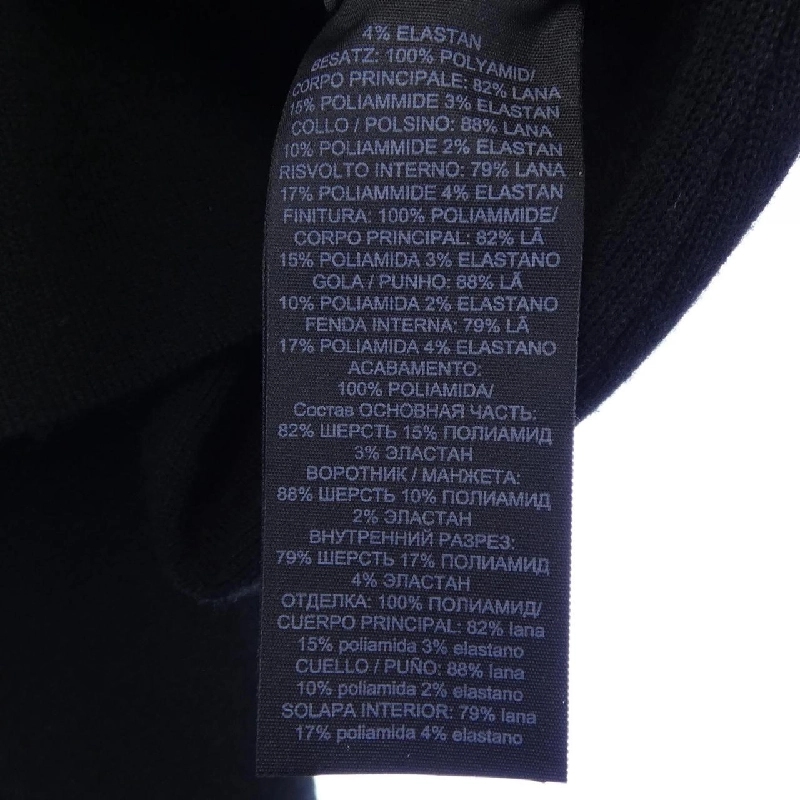 4% ELASTAN
BESATZ: 100% POLYAMID/
CORPO PRINCIPALE: 82% LANA
15% POLIAMMIDE 3% ELASTAN
COLLO / POLSINO: 88% LANA
10% POLIAMMIDE 2% ELASTAN
RISVOLTO INTERNO: 79% LANA
17% POLIAMMIDE 4% ELASTAN
FINITURA: 100% POLIAMMIDE/
CORPO PRINCIPAL: 82% LÃ
15% POLIAMIDA 3% ELASTANO
GOLA / PUNHO: 88% LÃ
10% POLIAMIDA 2% ELASTANO
FENDA INTERNA: 79% LÃ
17% POLIAMIDA 4% ELASTANO
ACABAMENTO:
100% POLIAMIDA/
Состав ОСНОВНАЯ ЧАСТЬ:
82% ШЕРСТЬ 15% ПОЛИАМИД
3% ЭЛАСТАН
ВОРОТНИК / МАНЖЕТА:
88% ШЕРСТЬ 10% ПОЛИАМИД
2% ЭЛАСТАН
ВНУТРЕННИЙ РАЗРЕЗ:
79% ШЕРСТЬ 17% ПОЛИАМИД
4% ЭЛАСТАН
ОТДЕЛКА: 100% ПОЛИАМИД/
CUERPO PRINCIPAL: 82% lana
15% poliamida 3% elastano
CUELLO / PUÑO: 88% lana
10% poliamida 2% elastano
SOLAPA INTERIOR: 79% lana
17% poliamida 4% elastano